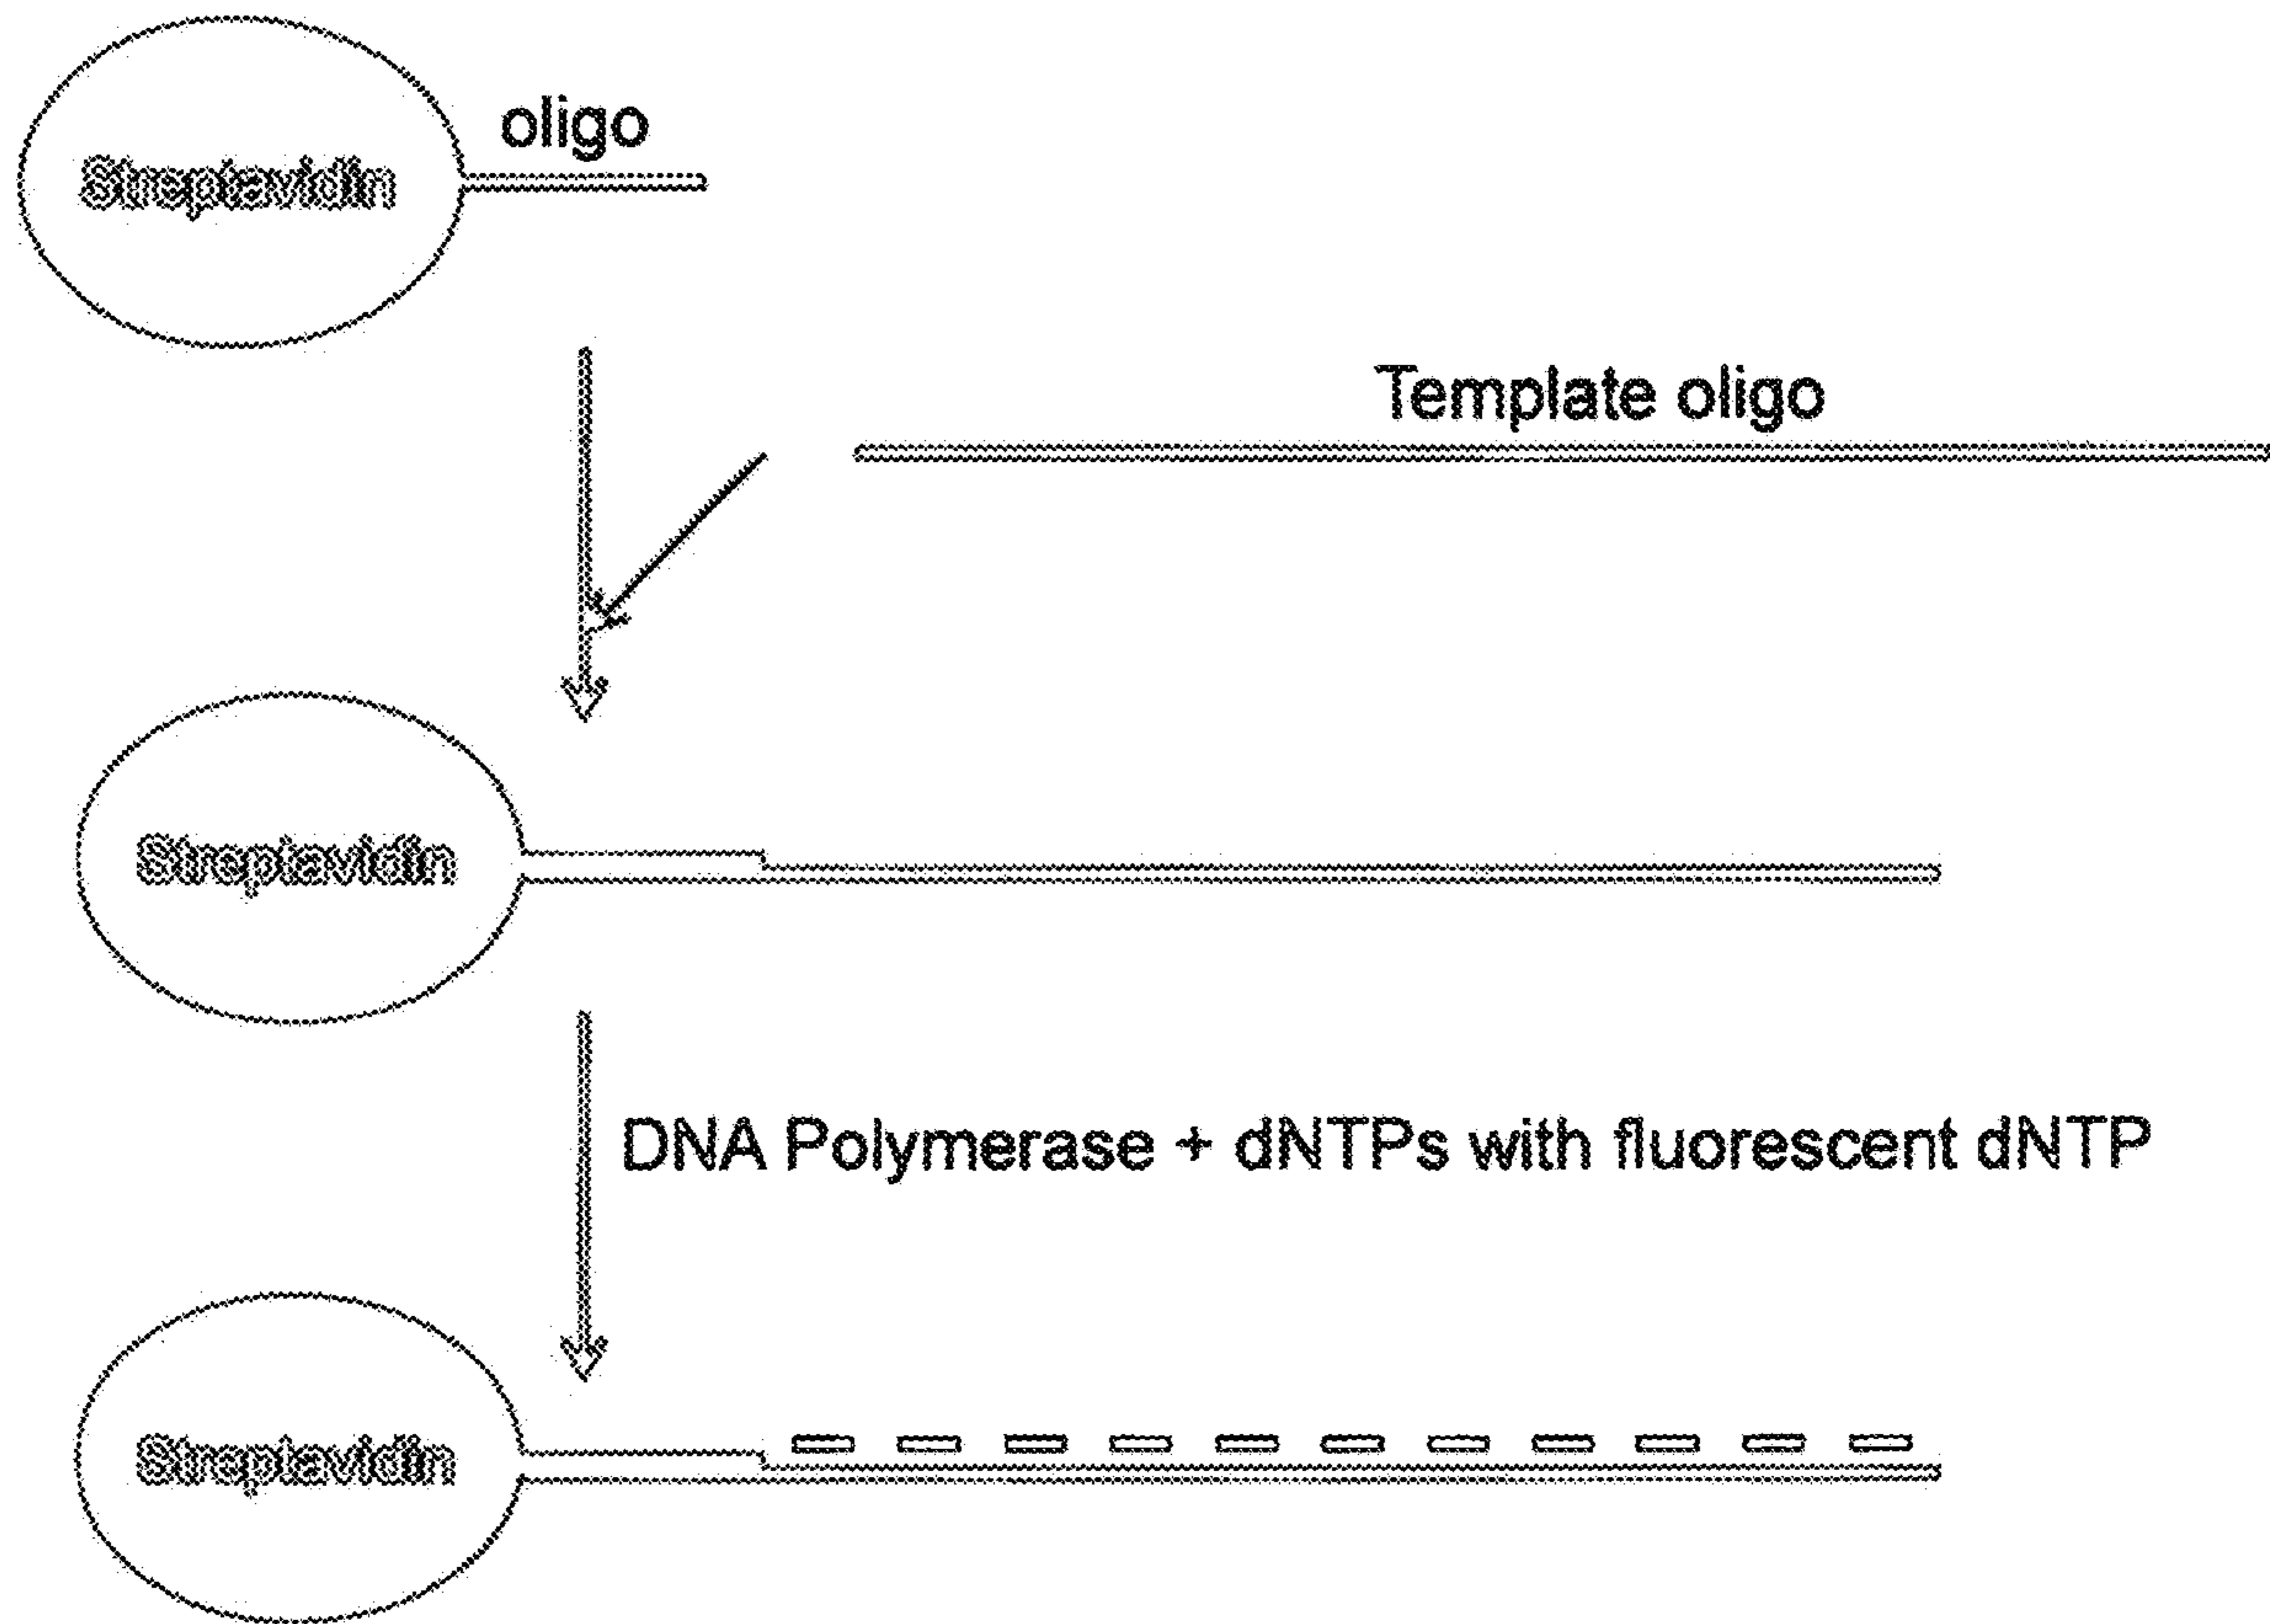 oligo
Streptavidin
Template oligo
Streptavidin
DNA Polymerase + dNTPs with fluorescent dNTP
Streptavidin